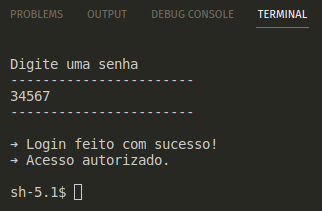 PROBLEMS OUTPUT DEBUG CONSOLE TERMINAL
Digite uma senha
-----------------------
34567
-----------------------
➜ Login feito com sucesso!
➜ Acesso autorizado.
sh-5.1$